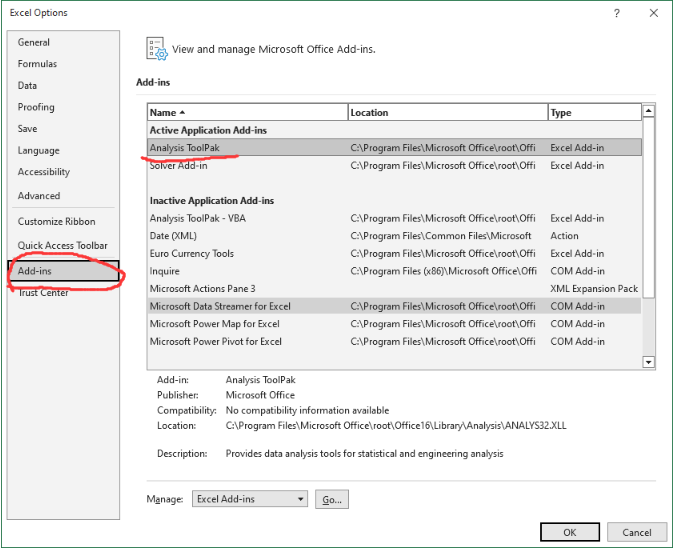 Excel Options
?
General
Formulas
Data
Proofing
Save
Language
Accessibility
Advanced
Customize Ribbon
Quick Access Toolbar
Add-ins
Trust Center
View and manage Microsoft Office Add-ins.
Add-ins
Name Location Type
Active Application Add-ins
Analysis ToolPak C:\Program Files\Microsoft Office\root\Offi Excel Add-in
Solver Add-in C:\Program Files\Microsoft Office\root\Offi Excel Add-in
Inactive Application Add-ins
Analysis ToolPak - VBA C:\Program Files\Microsoft Office\root\Offi Excel Add-in
Date (XML) C:\Program Files\Common Files\Microsoft Action
Euro Currency Tools C:\Program Files\Microsoft Office\root\Offi Excel Add-in
Inquire C:\Program Files (x86)\Microsoft Office\Offi COM Add-in
Microsoft Actions Pane 3 XML Expansion Pack
Microsoft Data Streamer for Excel C:\Program Files\Microsoft Office\root\Offi COM Add-in
Microsoft Power Map for Excel C:\Program Files\Microsoft Office\root\Offi COM Add-in
Microsoft Power Pivot for Excel C:\Program Files\Microsoft Office\root\Offi COM Add-in
Add-in: Analysis ToolPak
Publisher: Microsoft Office
Compatibility: No compatibility information available
Location: C:\Program Files\Microsoft Office\root\Office16\Library\Analysis\ANALYS32.XLL
Description: Provides data analysis tools for statistical and engineering analysis
Manage: Excel Add-ins Go...
OK Cancel